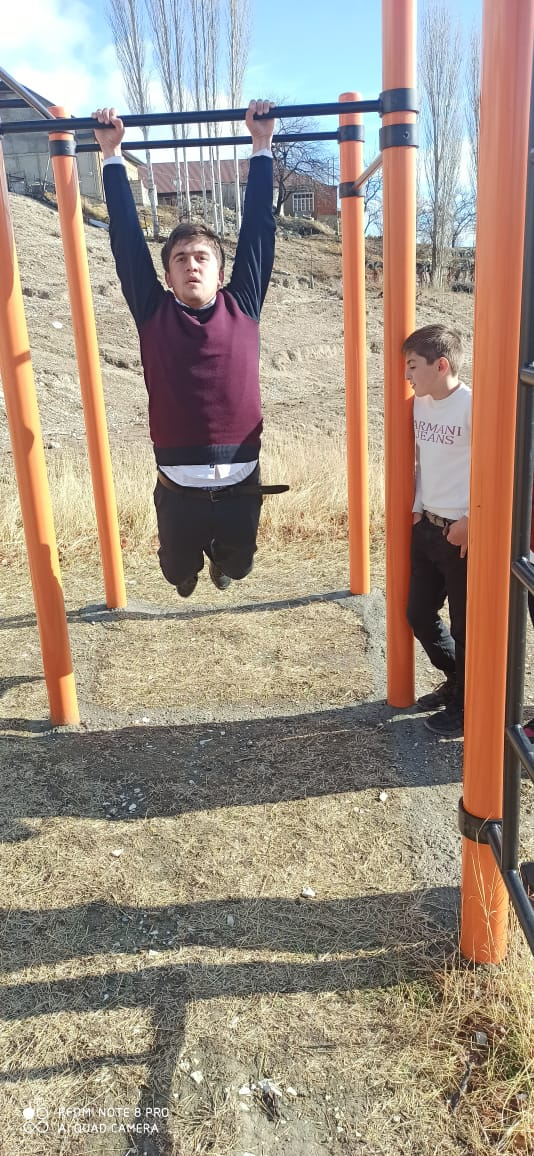 ARMANI
JEANS
REDMI NOTE 8 PRO
AI QUAD CAMERA